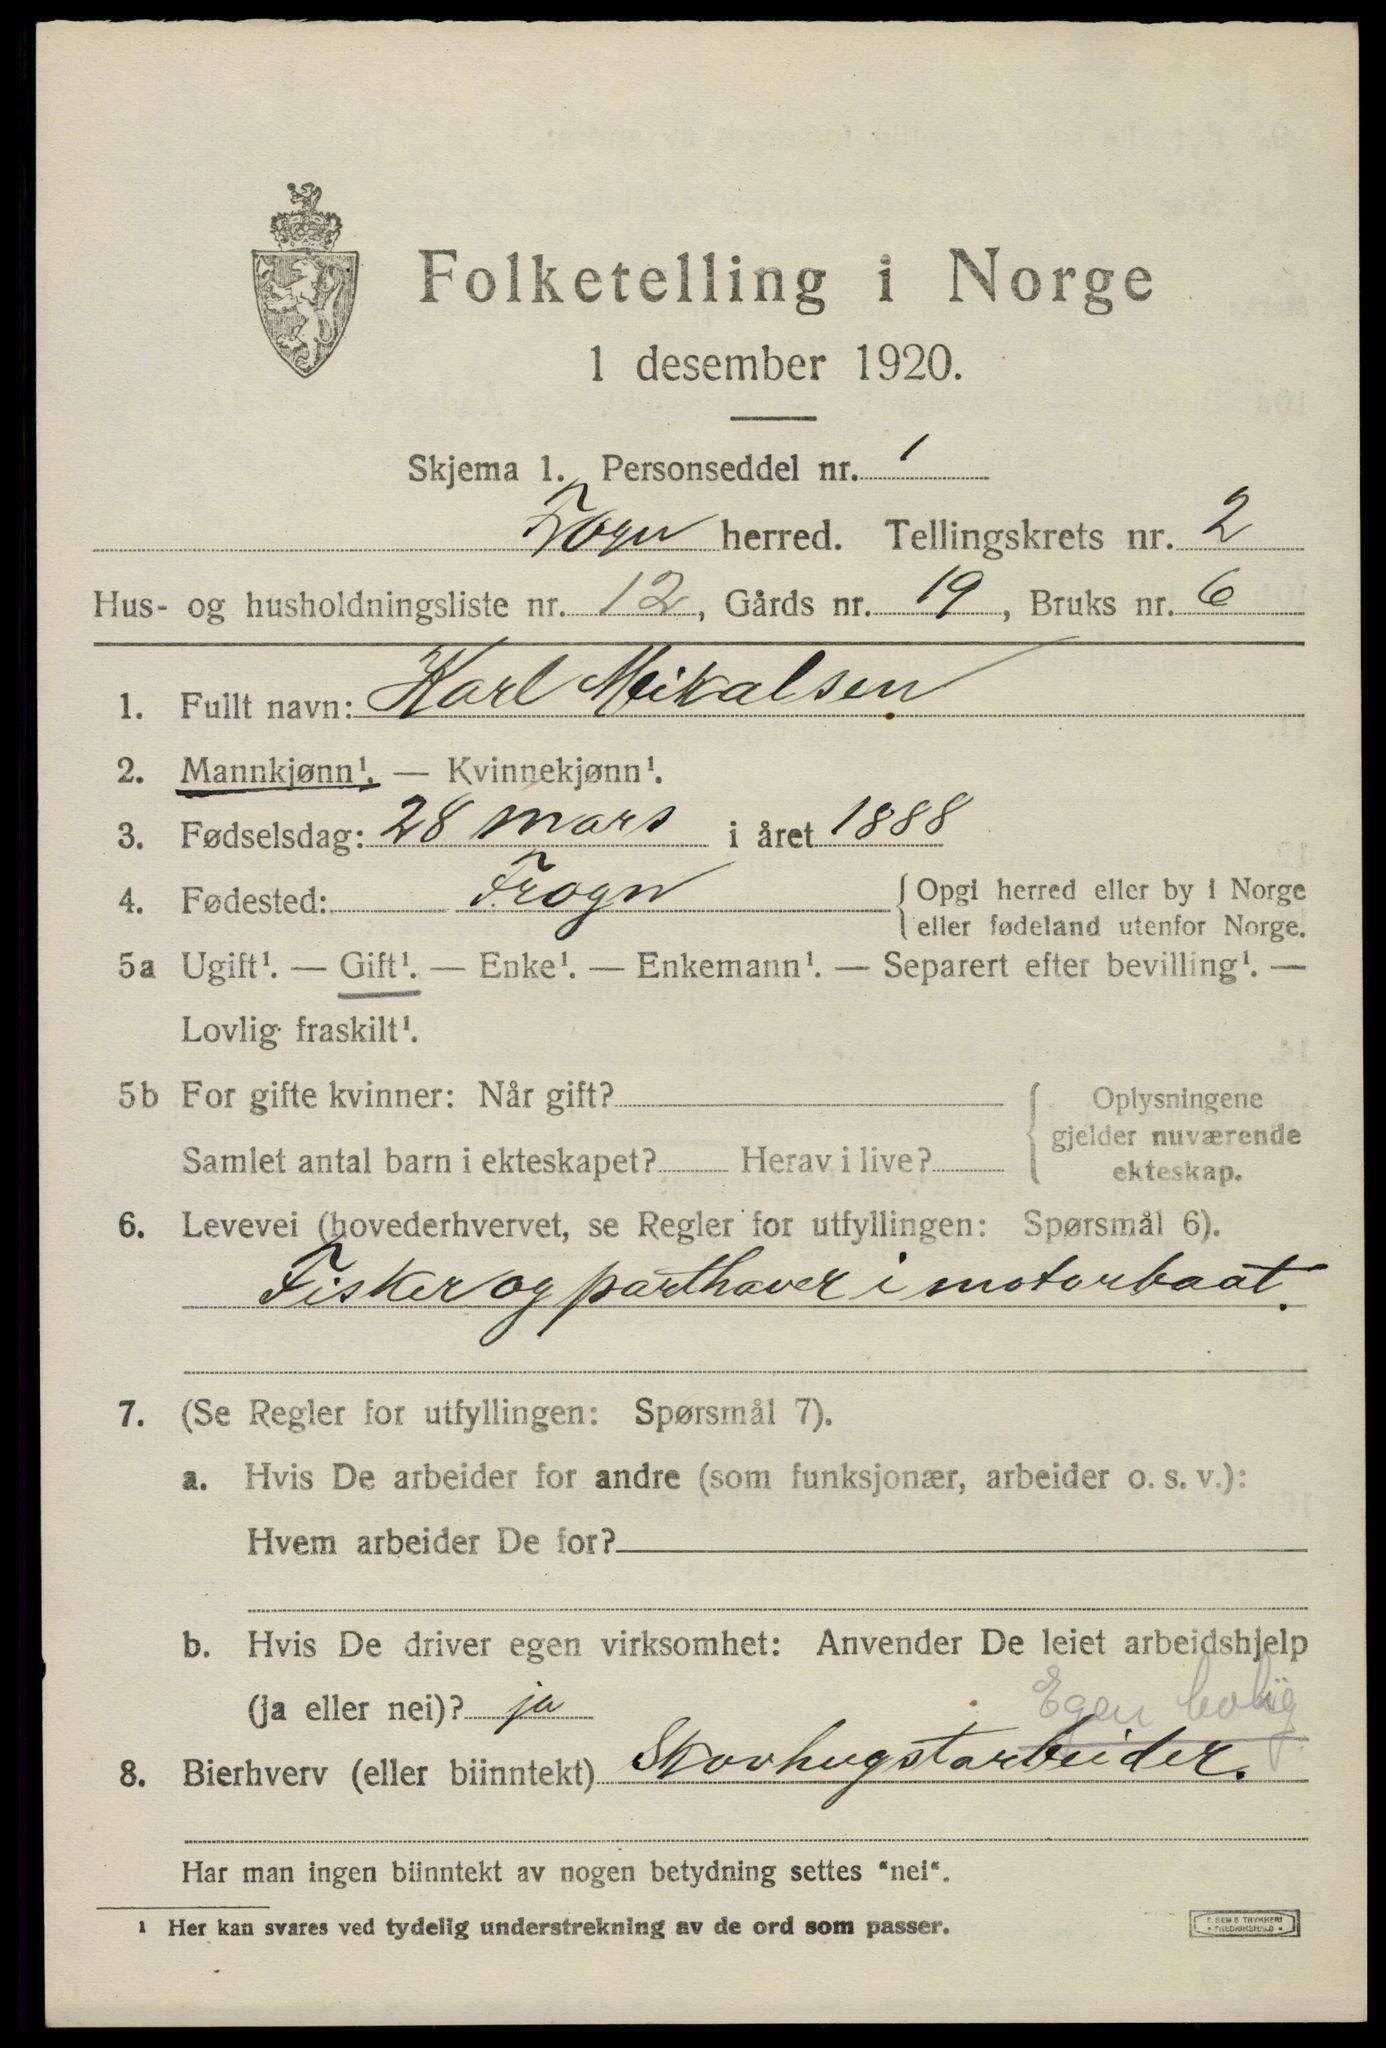 Folketelling i Norge
1 desember 1920.
Skjema 1. Personseddel nr. 1
Frogn herred. Tellingskrets nr. 2
Hus- og husholdningsliste nr. 12, Gårds nr. 19, Bruks nr. 6
1. Fullt navn: Karl Mikalsen
2. Mannkjønn¹. — Kvinnekjønn¹.
3. Fødselsdag: 28 mars i året 1888
4. Fødested: Frogn { Opgi herred eller by i Norge
eller fødeland utenfor Norge.
5a Ugift¹. — Gift¹. — Enke¹. — Enkemann¹. — Separert efter bevilling¹. —
Lovlig fraskilt¹.
5b For gifte kvinner: Når gift? { Oplysningene
gjelder nuværende
Samlet antal barn i ekteskapet? Herav i live? ekteskap.
6. Levevei (hovederhvervet, se Regler for utfyllingen: Spørsmål 6).
Fisker og parthaver i motorbaat.
7. (Se Regler for utfyllingen: Spørsmål 7).
a. Hvis De arbeider for andre (som funksjonær, arbeider o. s. v.):
Hvem arbeider De for?
b. Hvis De driver egen virksomhet: Anvender De leiet arbeidshjelp
(ja eller nei)? ja Egen bolig
8. Bierhverv (eller biinntekt) Skovhugstarbeider.
Har man ingen biinntekt av nogen betydning settes "nei".
¹ Her kan svares ved tydelig understrekning av de ord som passer.
E. SEM'S TRYKKERI
FREDRIKSHALD